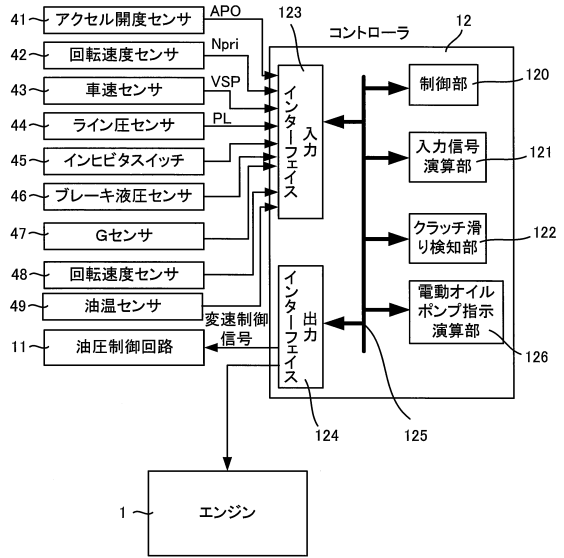 41 アクセル開度センサ APO
42 回転速度センサ Npri
43 車速センサ VSP
44 ライン圧センサ PL
45 インヒビタスイッチ
46 ブレーキ液圧センサ
47 Gセンサ
48 回転速度センサ
49 油温センサ
変速制御
信号
11 油圧制御回路
123
コントローラ
12
入力
インターフェイス
制御部
120
入力信号
演算部
121
クラッチ滑
り検知部
122
出力
インターフェイス
電動オイル
ポンプ指示
演算部
126
124
125
1 エンジン